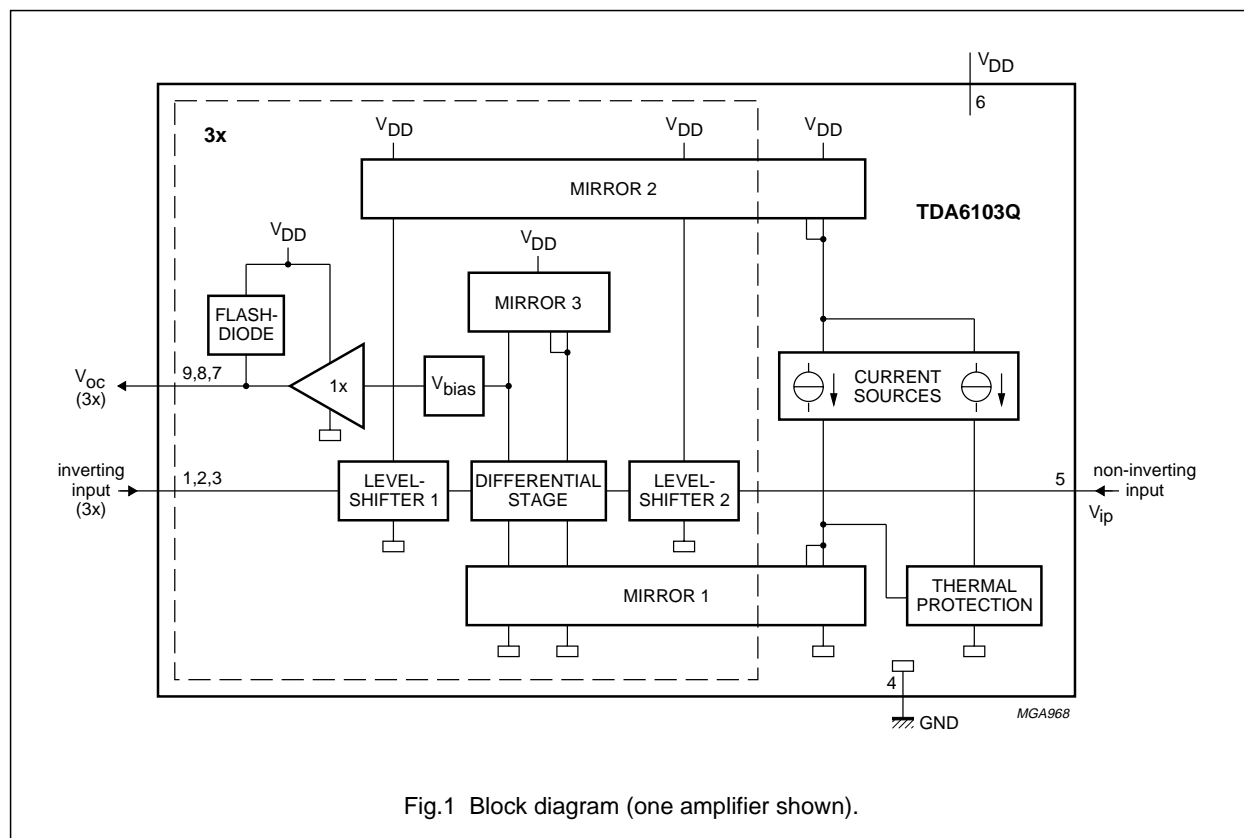 VDD
6
3x
VDD
VDD
VDD
MIRROR 2
TDA6103Q
VDD
VDD
MIRROR 3
FLASH-
DIODE
CURRENT
SOURCES
Voc
(3x)
9,8,7
1x
Vbias
inverting
input
(3x)
1,2,3
LEVEL-
SHIFTER 1
DIFFERENTIAL
STAGE
LEVEL-
SHIFTER 2
5
non-inverting
input
Vip
MIRROR 1
THERMAL
PROTECTION
4
GND
MGA968
Fig.1 Block diagram (one amplifier shown).